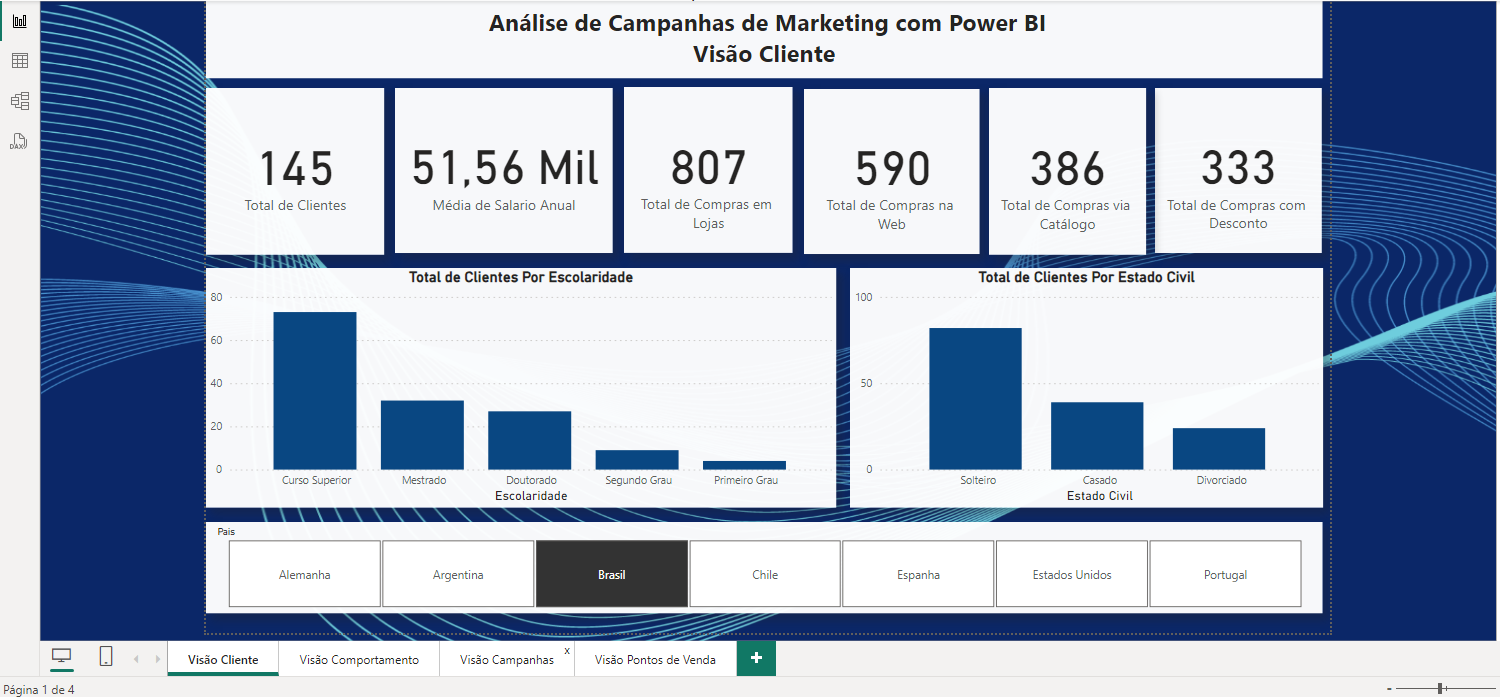 Análise de Campanhas de Marketing com Power BI
Visão Cliente
145
Total de Clientes
51,56 Mil
Média de Salario Anual
807
Total de Compras em
Lojas
590
Total de Compras na
Web
386
Total de Compras via
Catálogo
333
Total de Compras com
Desconto
Total de Clientes Por Escolaridade
80
60
40
20
0
Curso Superior
Mestrado
Doutorado
Segundo Grau
Primeiro Grau
Escolaridade
Total de Clientes Por Estado Civil
100
50
0
Solteiro
Casado
Divorciado
Estado Civil
Pais
Alemanha
Argentina
Brasil
Chile
Espanha
Estados Unidos
Portugal
DAX
Visão Cliente
Visão Comportamento
Visão Campanhas
x
Visão Pontos de Venda
+
Página 1 de 4
- +